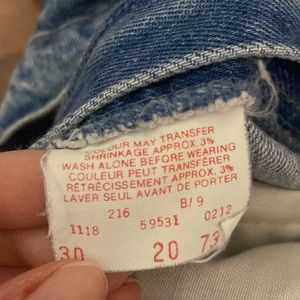 COLOUR MAY TRANSFER
SHRINKAGE APPROX. 3%
WASH ALONE BEFORE WEARING
COULEUR PEUT TRANSFÉRER
RÉTRÉCISSEMENT APPROX. 3%
LAVER SEUL AVANT DE PORTER
216 B/9
1118 59531 0212
30 20 73